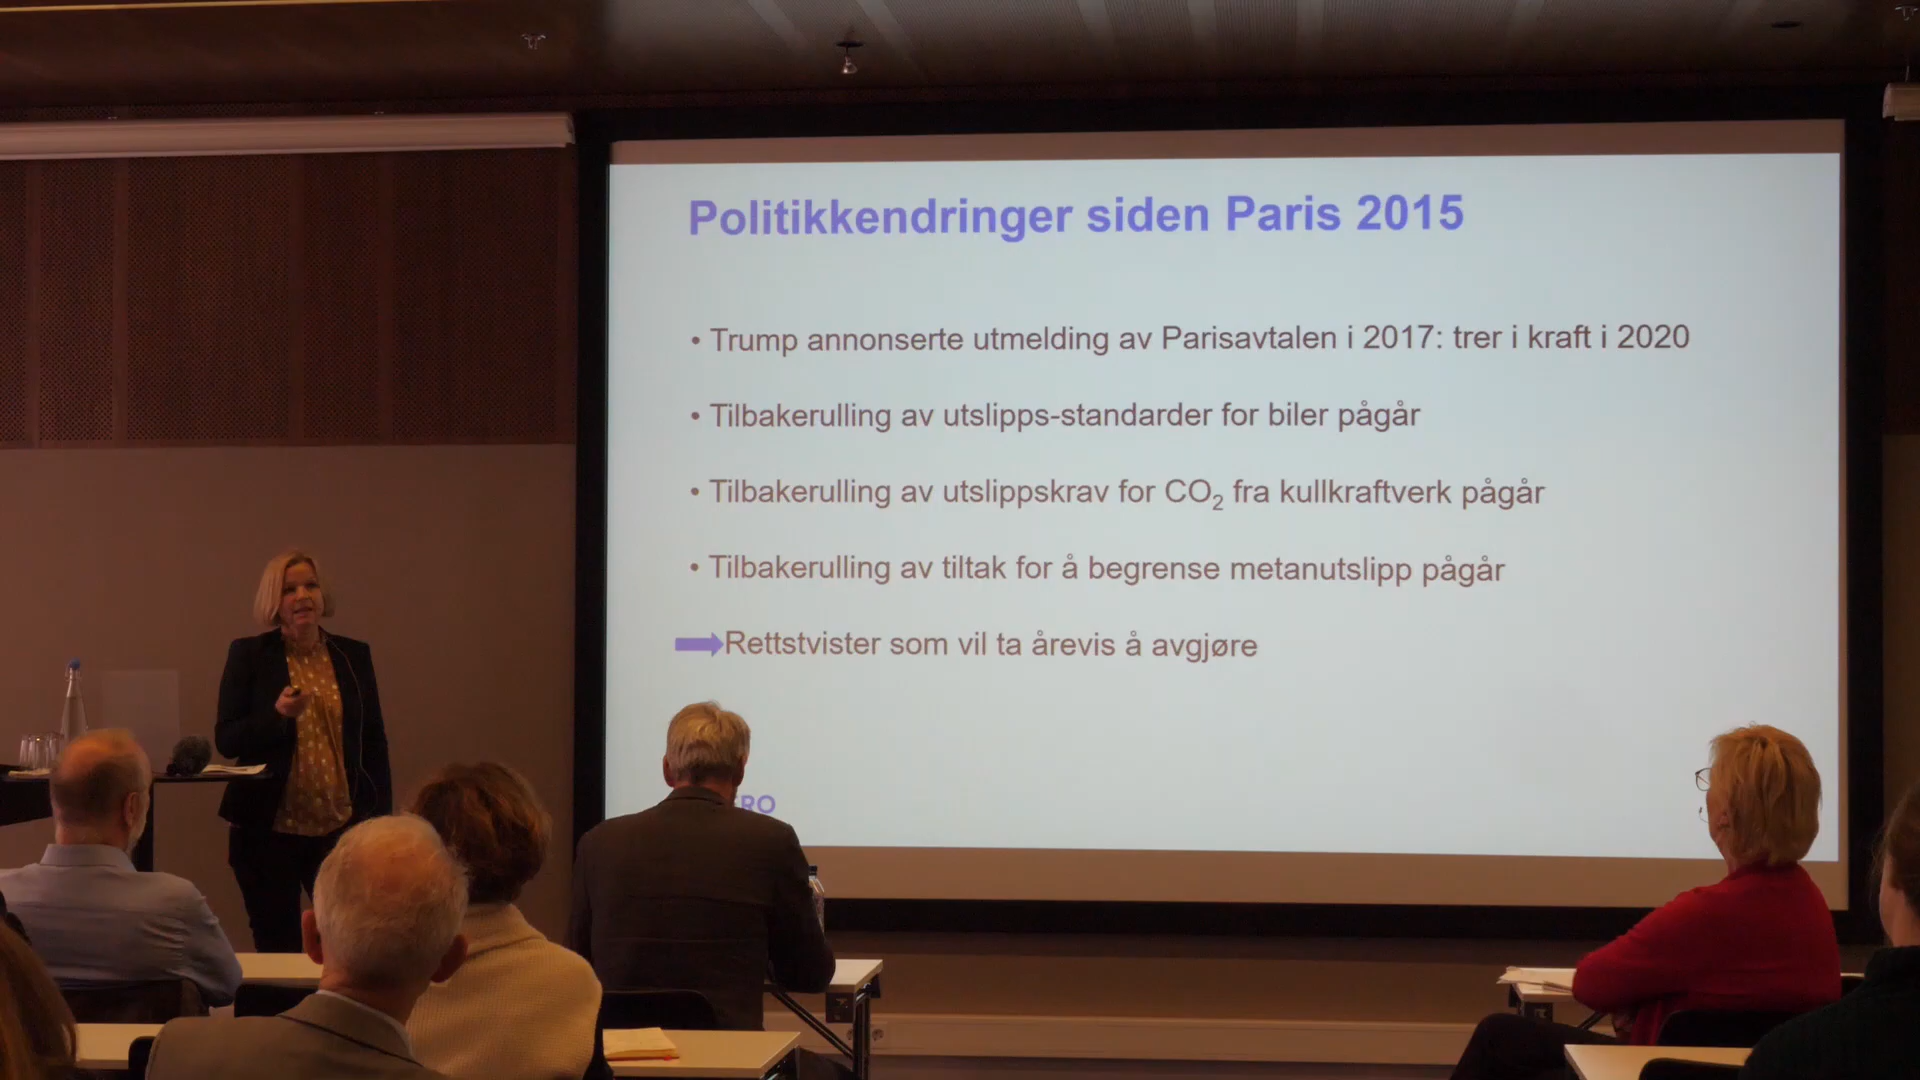 Politikkendringer siden Paris 2015
• Trump annonserte utmelding av Parisavtalen i 2017: trer i kraft i 2020
• Tilbakerulling av utslipps-standarder for biler pågår
• Tilbakerulling av utslippskrav for CO₂ fra kullkraftverk pågår
• Tilbakerulling av tiltak for å begrense metanutslipp pågår
Rettstvister som vil ta årevis å avgjøre